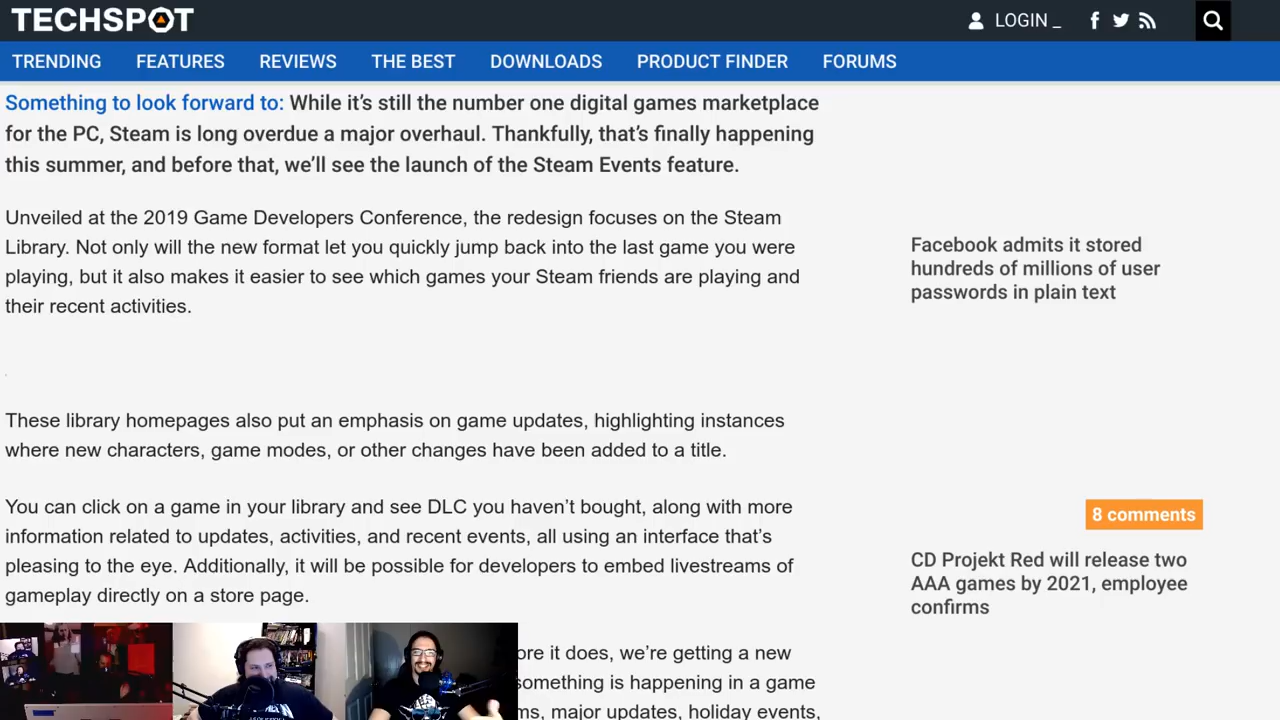 TECHSPOT
LOGIN _
TRENDING FEATURES REVIEWS THE BEST DOWNLOADS PRODUCT FINDER FORUMS
Something to look forward to: While it's still the number one digital games marketplace
for the PC, Steam is long overdue a major overhaul. Thankfully, that's finally happening
this summer, and before that, we'll see the launch of the Steam Events feature.
Unveiled at the 2019 Game Developers Conference, the redesign focuses on the Steam
Library. Not only will the new format let you quickly jump back into the last game you were
playing, but it also makes it easier to see which games your Steam friends are playing and
their recent activities.
These library homepages also put an emphasis on game updates, highlighting instances
where new characters, game modes, or other changes have been added to a title.
You can click on a game in your library and see DLC you haven't bought, along with more
information related to updates, activities, and recent events, all using an interface that's
pleasing to the eye. Additionally, it will be possible for developers to embed livestreams of
gameplay directly on a store page.
ore it does, we're getting a new
something is happening in a game
ms, major updates, holiday events,
Facebook admits it stored
hundreds of millions of user
passwords in plain text
8 comments
CD Projekt Red will release two
AAA games by 2021, employee
confirms